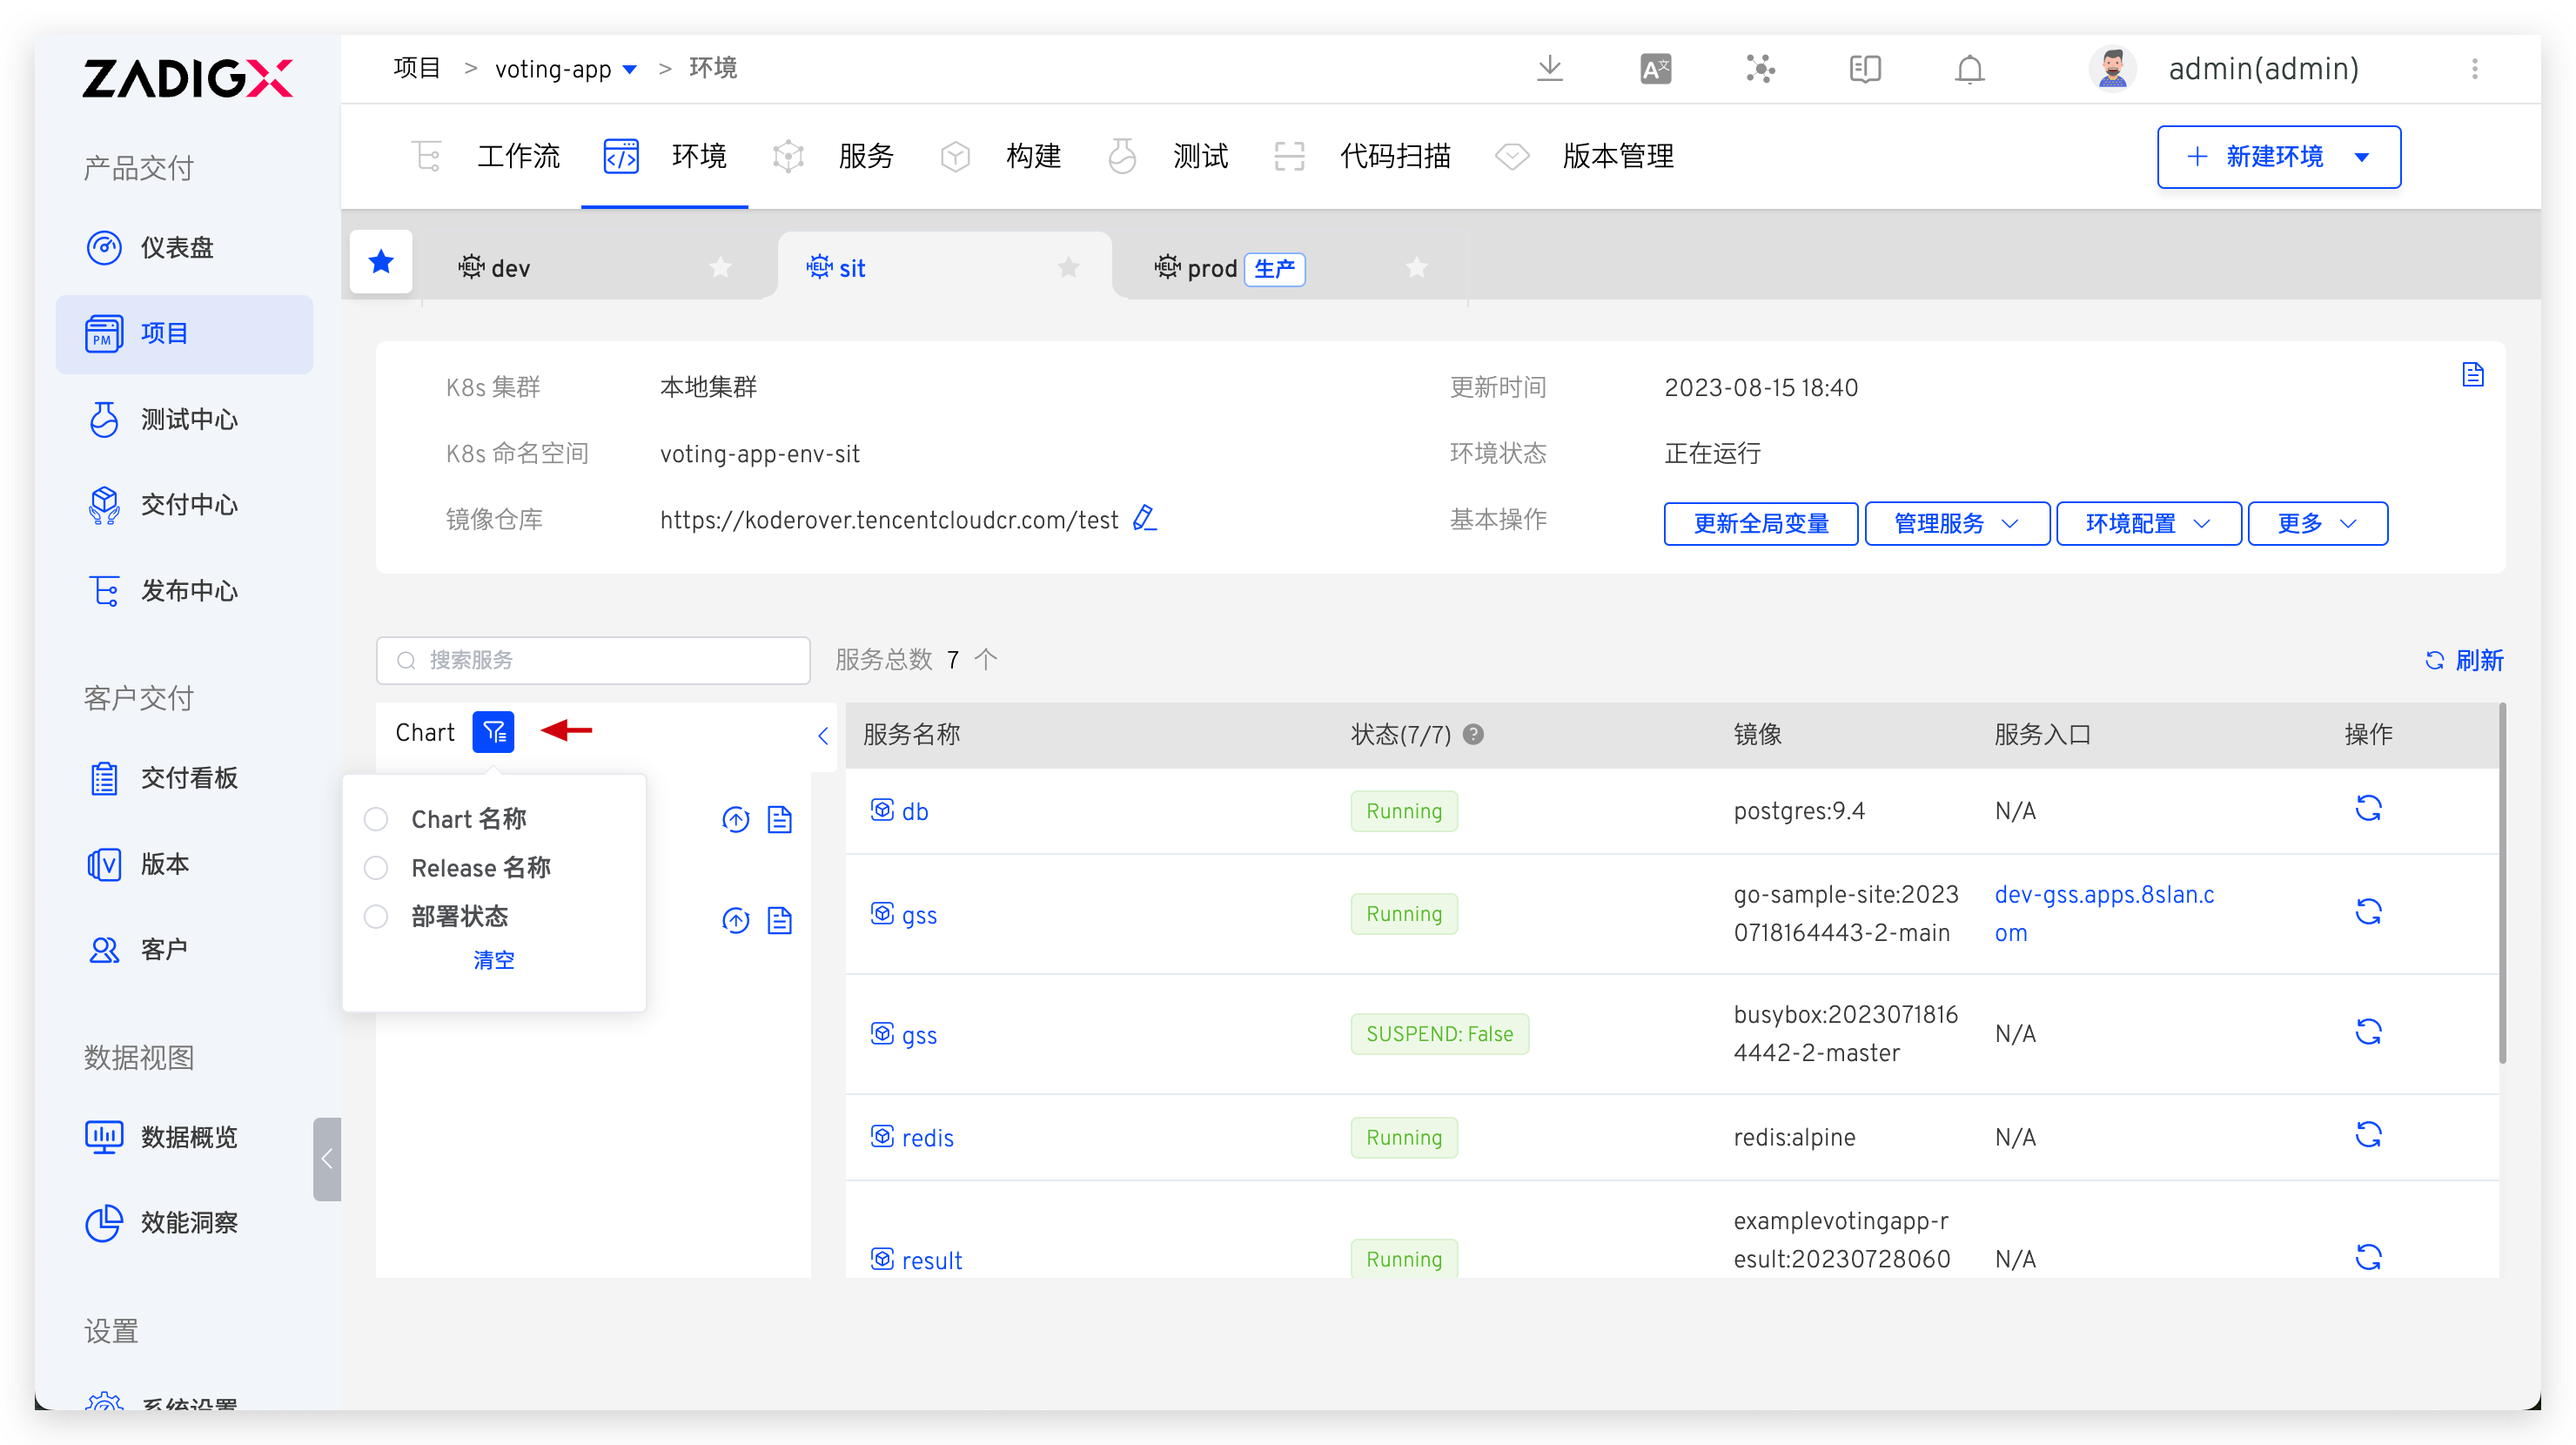 ZADIGX
产品交付
仪表盘
PM 项目
测试中心
交付中心
发布中心
客户交付
交付看板
版本
客户
数据视图
数据概览
效能洞察
设置
系统设置
项目 > voting-app > 环境
admin(admin)
工作流 环境 服务 构建 测试 代码扫描 版本管理
新建环境
HELM dev HELM sit HELM prod 生产
K8s 集群 本地集群 更新时间 2023-08-15 18:40
K8s 命名空间 voting-app-env-sit 环境状态 正在运行
镜像仓库 https://koderover.tencentcloudcr.com/test 基本操作 更新全局变量 管理服务 环境配置 更多
搜索服务 服务总数 7 个 刷新
Chart
Chart 名称
Release 名称
部署状态
清空
服务名称 状态(7/7) ? 镜像 服务入口 操作
db Running postgres:9.4 N/A
gss Running go-sample-site:2023 dev-gss.apps.8slan.c
0718164443-2-main om
gss SUSPEND: False busybox:2023071816 N/A
4442-2-master
redis Running redis:alpine N/A
examplevotingapp-r
result Running esult:20230728060 N/A